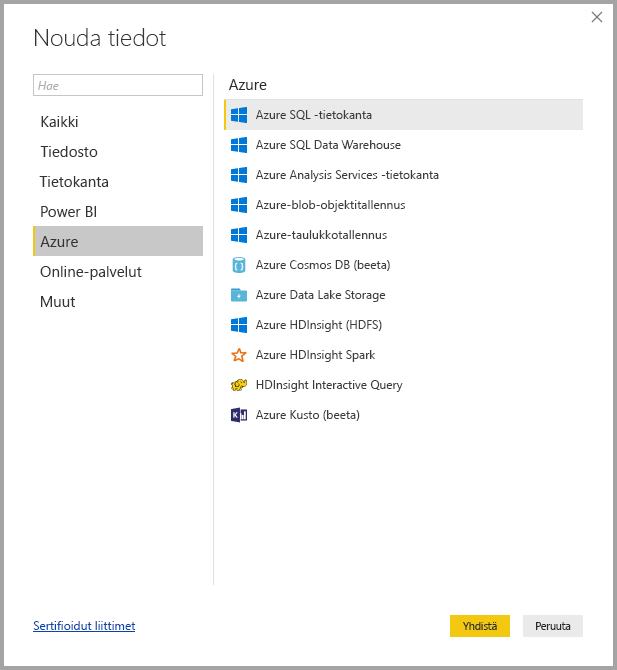 Nouda tiedot
Hae
Kaikki
Tiedosto
Tietokanta
Power BI
Azure
Online-palvelut
Muut
Azure
Azure SQL -tietokanta
Azure SQL Data Warehouse
Azure Analysis Services -tietokanta
Azure-blob-objektitallennus
Azure-taulukkotallennus
Azure Cosmos DB (beeta)
Azure Data Lake Storage
Azure HDInsight (HDFS)
Azure HDInsight Spark
HDInsight Interactive Query
Azure Kusto (beeta)
Sertifioidut liittimet
Yhdistä
Peruuta